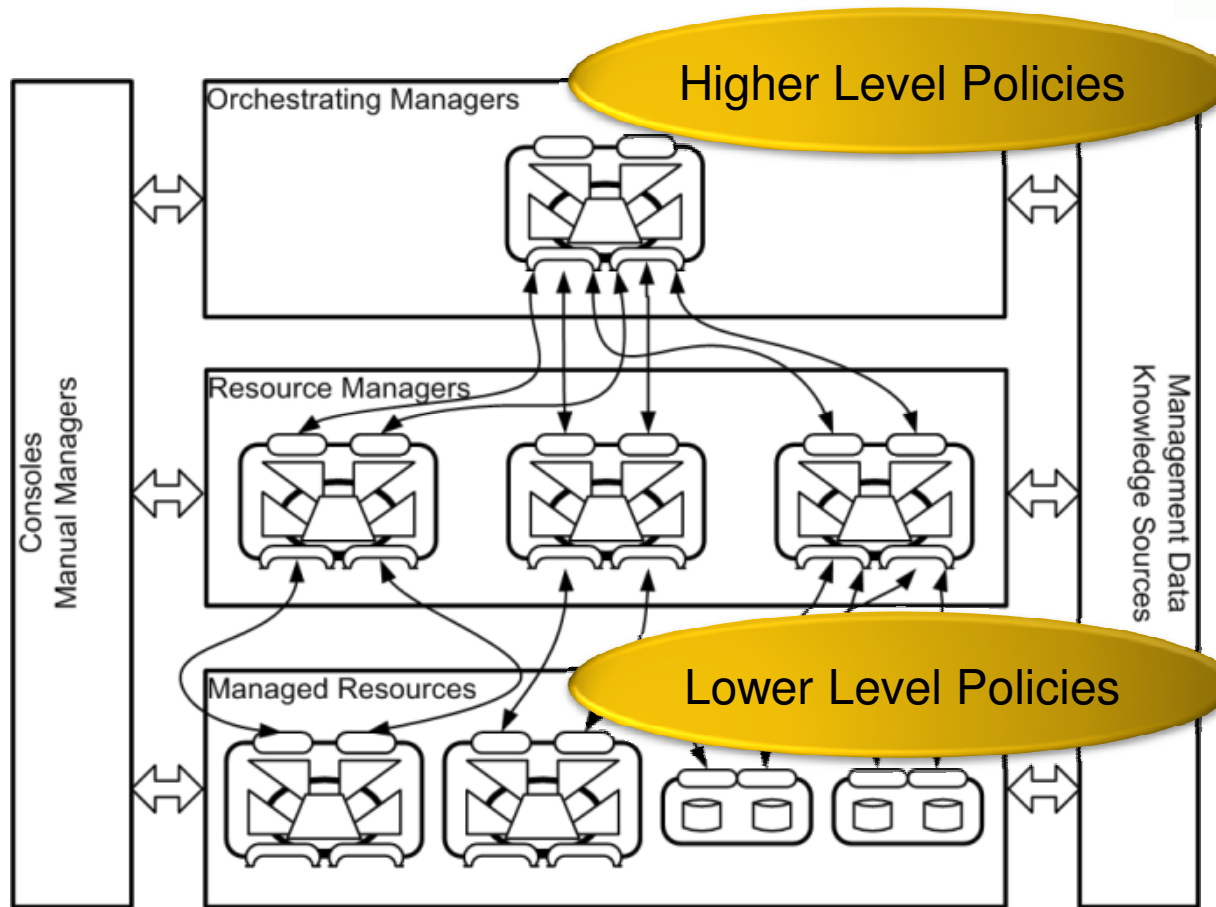 Higher Level Policies
Orchestrating Managers
Resource Managers
Consoles
Manual Managers
Management Data
Knowledge Sources
Managed Resources
Lower Level Policies